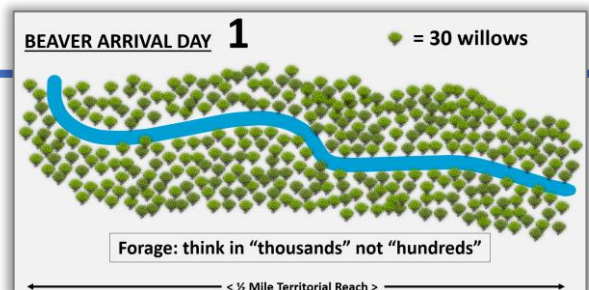 BEAVER ARRIVAL DAY 1
= 30 willows
Forage: think in “thousands” not “hundreds”
< ½ Mile Territorial Reach >